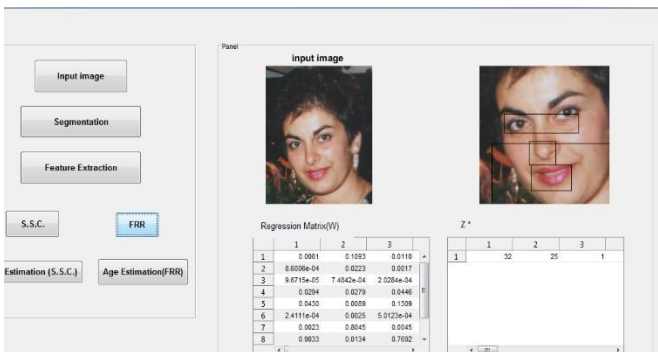 Panel
input image
Input image
Segmentation
Feature Extraction
S.S.C.
FRR
Estimation (S.S.C.)
Age Estimation(FRR)
Regression Matrix(W)
1 2 3
1 0.0061 0.1093 0.0110
2 8.6006e-04 0.0223 0.0017
3 9.6715e-05 7.4842e-04 2.0284e-04
4 0.0294 0.0279 0.0446
5 0.0430 0.0089 0.1309
6 2.4111e-04 0.0025 5.0123e-04
7 0.0023 0.8045 0.0045
8 0.9033 0.0134 0.7692
Z *
1 2 3
1 32 25 1